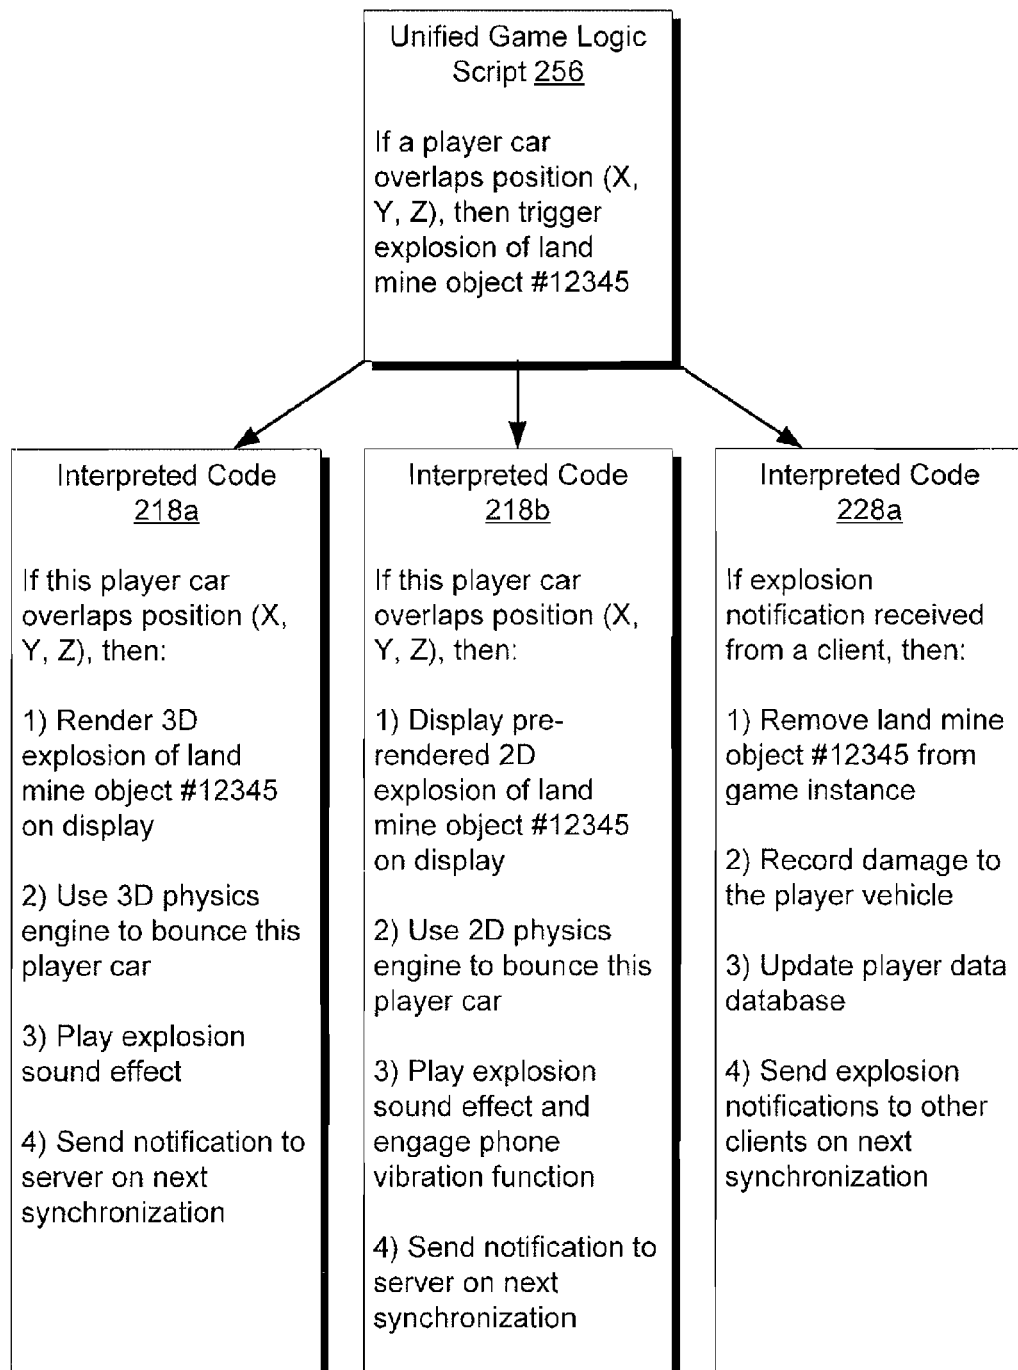 Unified Game Logic
Script 256
If a player car
overlaps position (X,
Y, Z), then trigger
explosion of land
mine object #12345
Interpreted Code
218a
If this player car
overlaps position (X,
Y, Z), then:
1) Render 3D
explosion of land
mine object #12345
on display
2) Use 3D physics
engine to bounce this
player car
3) Play explosion
sound effect
4) Send notification to
server on next
synchronization
Interpreted Code
218b
If this player car
overlaps position (X,
Y, Z), then:
1) Display pre-
rendered 2D
explosion of land
mine object #12345
on display
2) Use 2D physics
engine to bounce this
player car
3) Play explosion
sound effect and
engage phone
vibration function
4) Send notification to
server on next
synchronization
Interpreted Code
228a
If explosion
notification received
from a client, then:
1) Remove land mine
object #12345 from
game instance
2) Record damage to
the player vehicle
3) Update player data
database
4) Send explosion
notifications to other
clients on next
synchronization